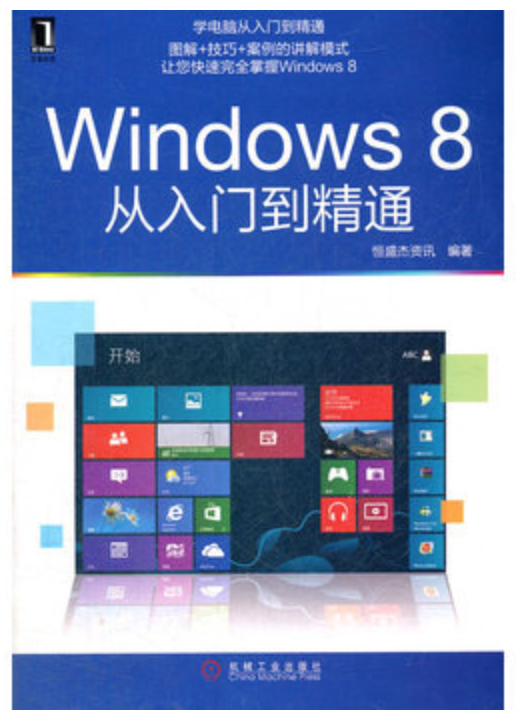 学电脑从入门到精通
图解+技巧+案例的讲解模式
让您快速完全掌握Windows 8
Windows 8
从入门到精通
恒盛杰资讯 编著
开始
ABC
机械工业出版社
China Machine Press